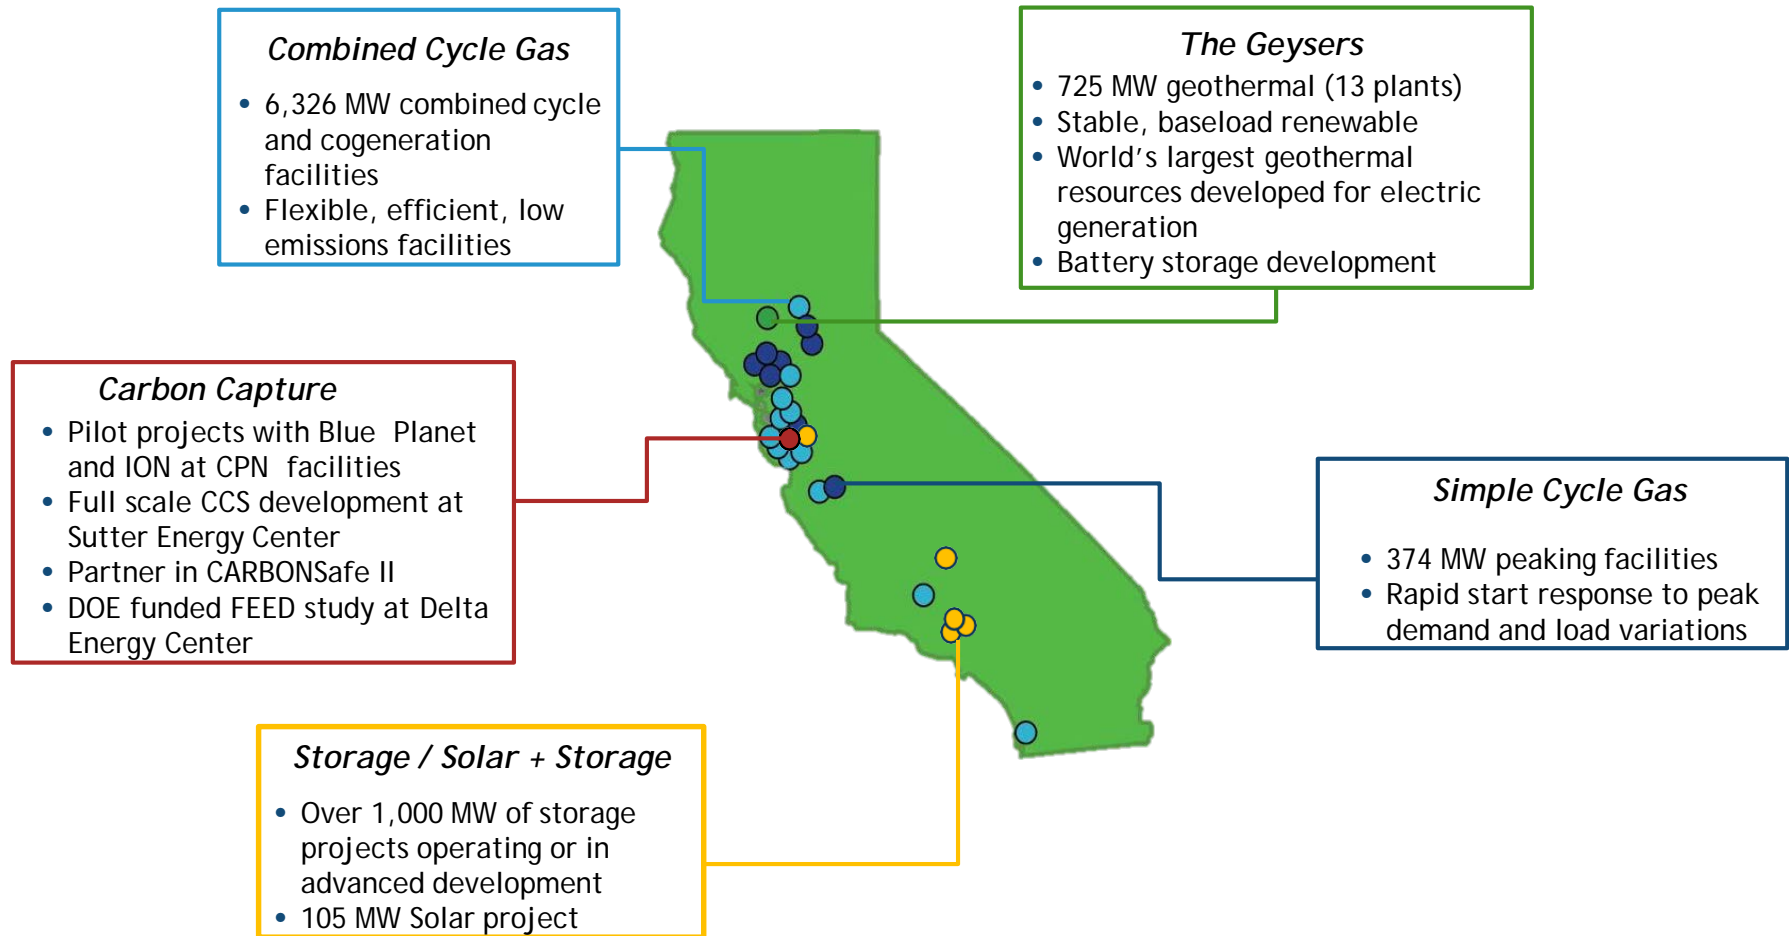 Combined Cycle Gas
• 6,326 MW combined cycle
and cogeneration
facilities
• Flexible, efficient, low
emissions facilities
The Geysers
• 725 MW geothermal (13 plants)
• Stable, baseload renewable
• World's largest geothermal
resources developed for electric
generation
• Battery storage development
Carbon Capture
• Pilot projects with Blue Planet
and ION at CPN facilities
• Full scale CCS development at
Sutter Energy Center
• Partner in CARBONSafe II
• DOE funded FEED study at Delta
Energy Center
Simple Cycle Gas
• 374 MW peaking facilities
• Rapid start response to peak
demand and load variations
Storage / Solar + Storage
• Over 1,000 MW of storage
projects operating or in
advanced development
• 105 MW Solar project